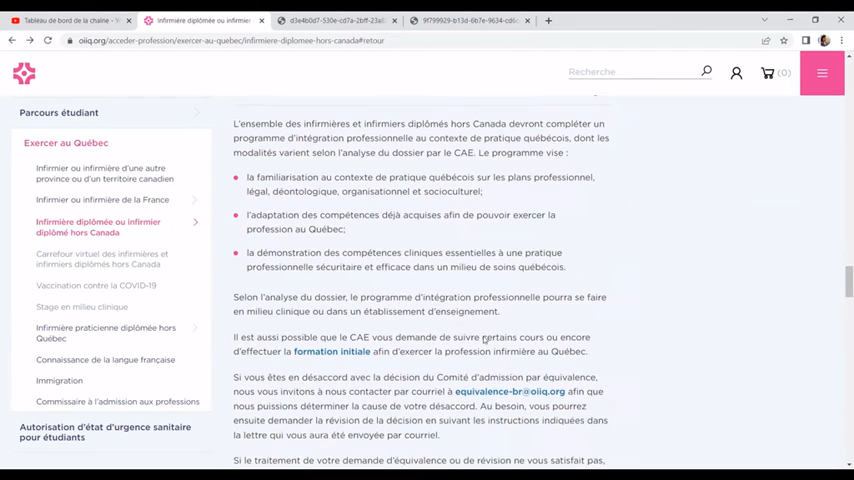 Tableau de bord de la chaîne - Y
Infirmière diplômée ou infirmier
d3e4b0d7-530e-cd7a-2bff-23a8
9f799929-b13d-6b7e-9634-cd6
oiiq.org/acceder-profession/exercer-au-quebec/infirmiere-diplomee-hors-canada#retour
Recherche
(0)
Parcours étudiant
Exercer au Québec
Infirmier ou infirmière d'une autre
province ou d'un territoire canadien
Infirmier ou infirmière de la France
Infirmière diplômée ou infirmier
diplômé hors Canada
Carrefour virtuel des infirmières et
infirmiers diplômés hors Canada
Vaccination contre la COVID-19
Stage en milieu clinique
Infirmière praticienne diplômée hors
Québec
Connaissance de la langue française
Immigration
Commissaire à l'admission aux professions
Autorisation d'état d'urgence sanitaire
pour étudiants
L'ensemble des infirmières et infirmiers diplômés hors Canada devront compléter un
programme d'intégration professionnelle au contexte de pratique québécois, dont les
modalités varient selon l'analyse du dossier par le CAE. Le programme vise :
la familiarisation au contexte de pratique québécois sur les plans professionnel,
légal, déontologique, organisationnel et socioculturel;
l'adaptation des compétences déjà acquises afin de pouvoir exercer la
profession au Québec;
la démonstration des compétences cliniques essentielles à une pratique
professionnelle sécuritaire et efficace dans un milieu de soins québécois.
Selon l'analyse du dossier, le programme d'intégration professionnelle pourra se faire
en milieu clinique ou dans un établissement d'enseignement.
Il est aussi possible que le CAE vous demande de suivre certains cours ou encore
d'effectuer la formation initiale afin d'exercer la profession infirmière au Québec.
Si vous êtes en désaccord avec la décision du Comité d'admission par équivalence,
nous vous invitons à nous contacter par courriel à equivalence-br@oiiq.org afin que
nous puissions déterminer la cause de votre désaccord. Au besoin, vous pourrez
ensuite demander la révision de la décision en suivant les instructions indiquées dans
la lettre qui vous aura été envoyée par courriel.
Si le traitement de votre demande d'équivalence ou de révision ne vous satisfait pas,